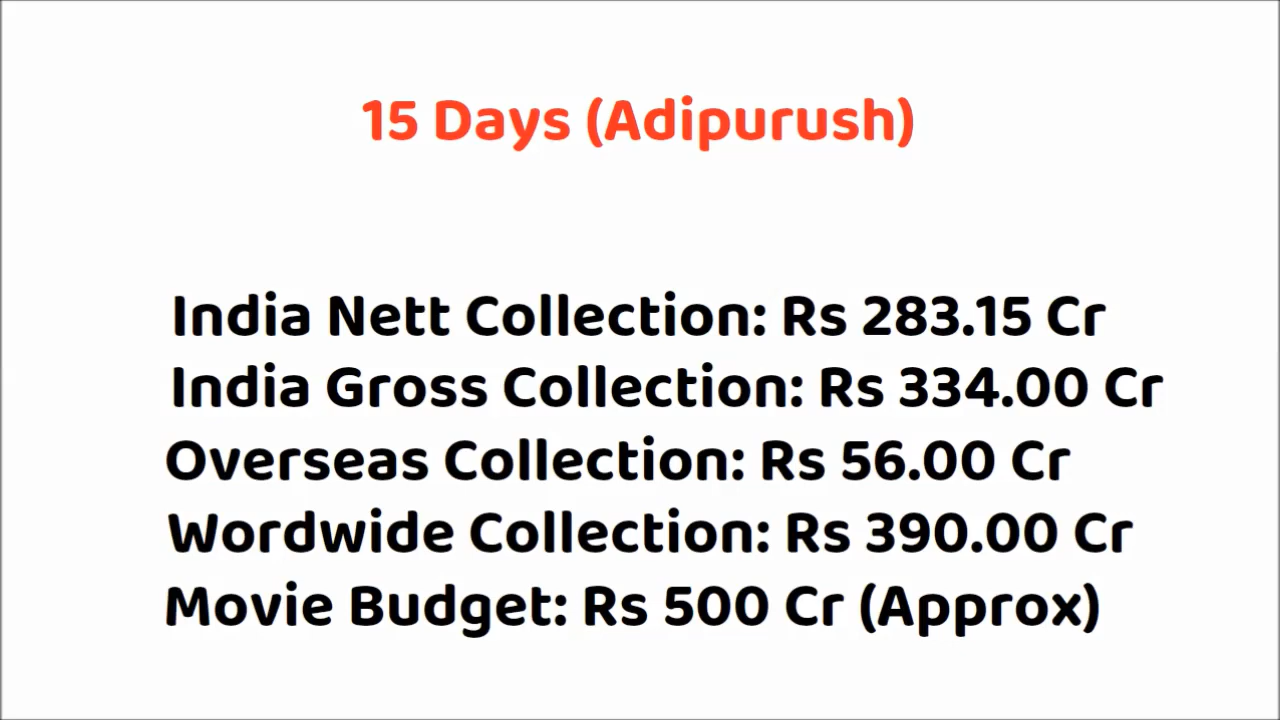 15 Days (Adipurush)
India Nett Collection: Rs 283.15 Cr
India Gross Collection: Rs 334.00 Cr
Overseas Collection: Rs 56.00 Cr
Wordwide Collection: Rs 390.00 Cr
Movie Budget: Rs 500 Cr (Approx)